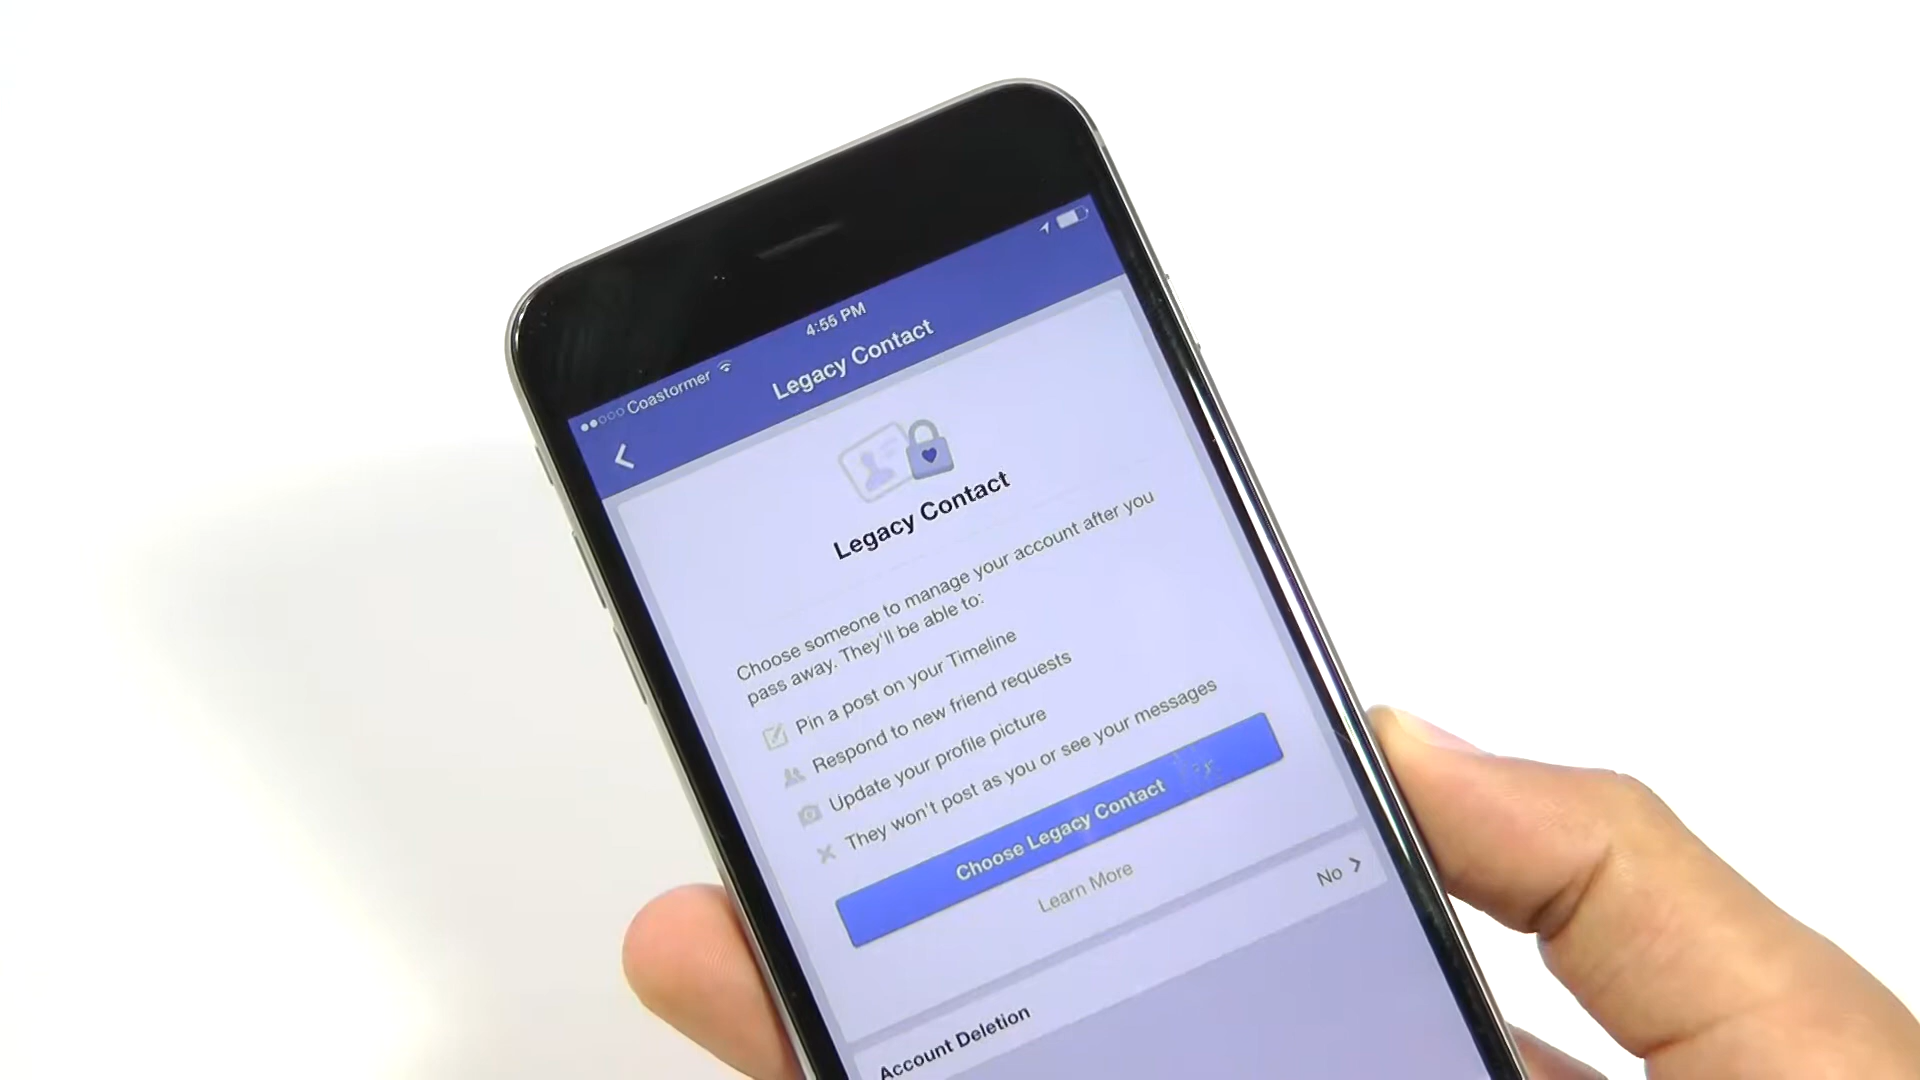 Coastormer
4:55 PM
Legacy Contact
Legacy Contact
Choose someone to manage your account after you
pass away. They'll be able to:
Pin a post on your Timeline
Respond to new friend requests
Update your profile picture
They won't post as you or see your messages
Choose Legacy Contact
Learn More
Account Deletion
No